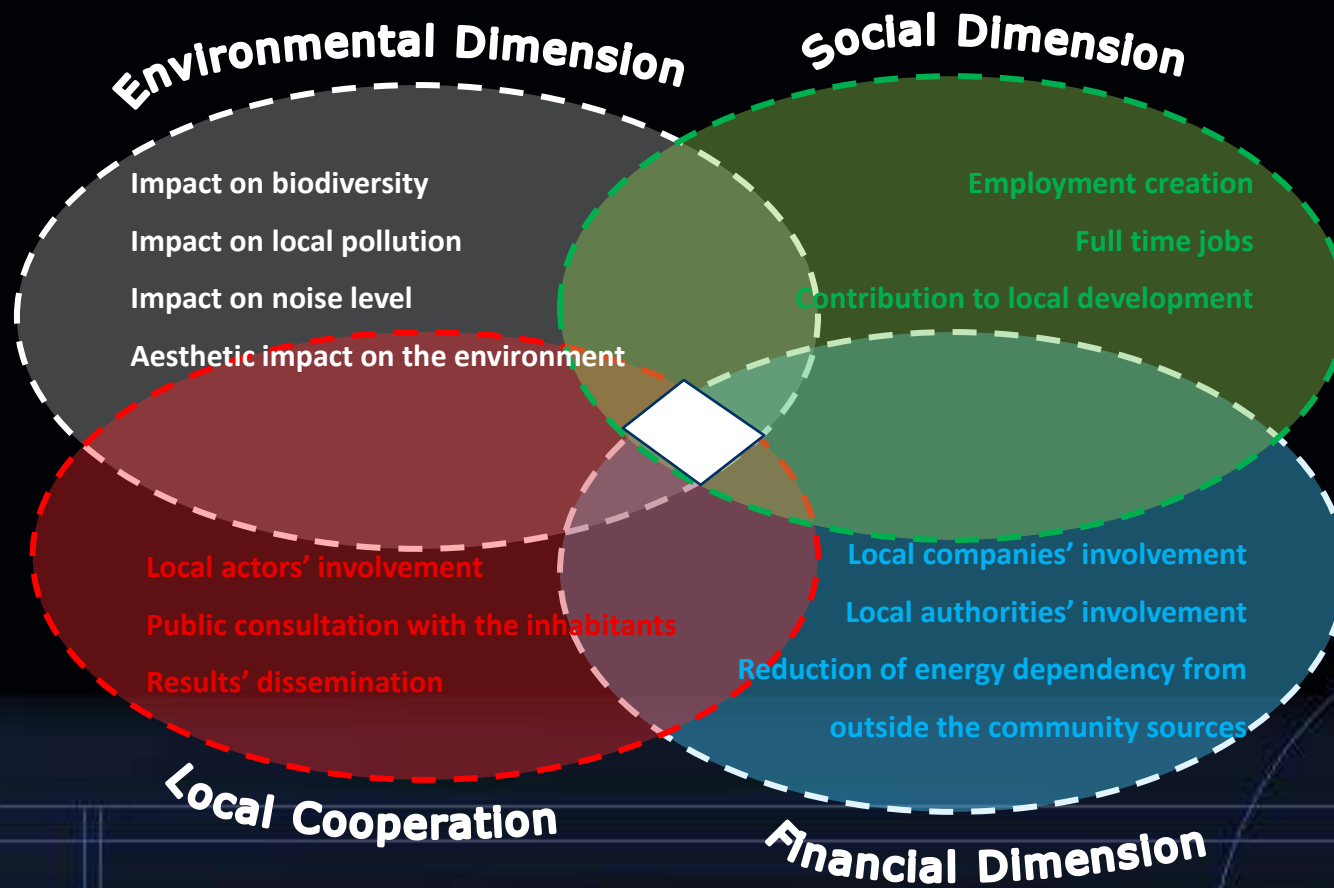 Environmental Dimension
Social Dimension
Impact on biodiversity
Impact on local pollution
Impact on noise level
Aesthetic impact on the environment
Employment creation
Full time jobs
Contribution to local development
Local actors’ involvement
Public consultation with the inhabitants
Results’ dissemination
Local companies’ involvement
Local authorities’ involvement
Reduction of energy dependency from
outside the community sources
Local Cooperation
Financial Dimension